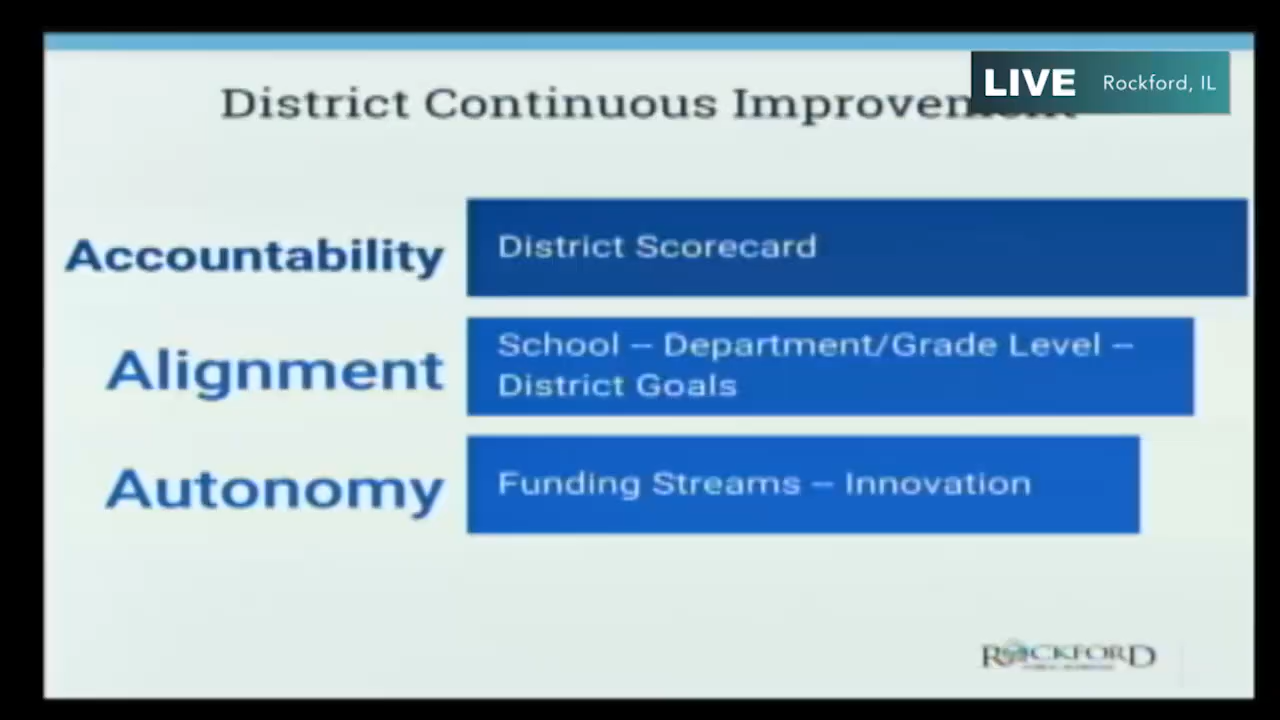 LIVE Rockford, IL
District Continuous Improvement
Accountability
District Scorecard
Alignment
School – Department/Grade Level –
District Goals
Autonomy
Funding Streams – Innovation
ROCKFORD